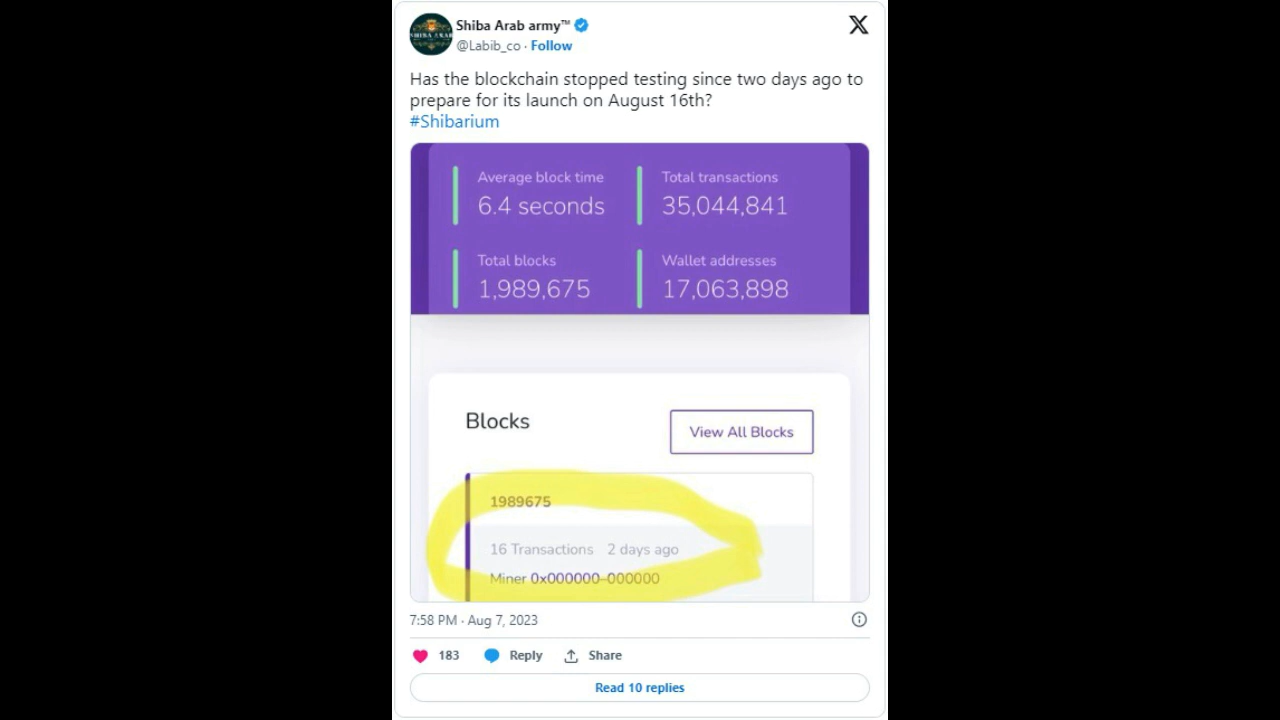 Shiba Arab army™
@Labib_co · Follow
Has the blockchain stopped testing since two days ago to
prepare for its launch on August 16th?
#Shibarium
Average block time
Total transactions
6.4 seconds
35,044,841
Total blocks
Wallet addresses
1,989,675
17,063,898
Blocks
View All Blocks
1989675
16 Transactions 2 days ago
Miner 0x000000–000000
7:58 PM · Aug 7, 2023
183 Reply Share
Read 10 replies